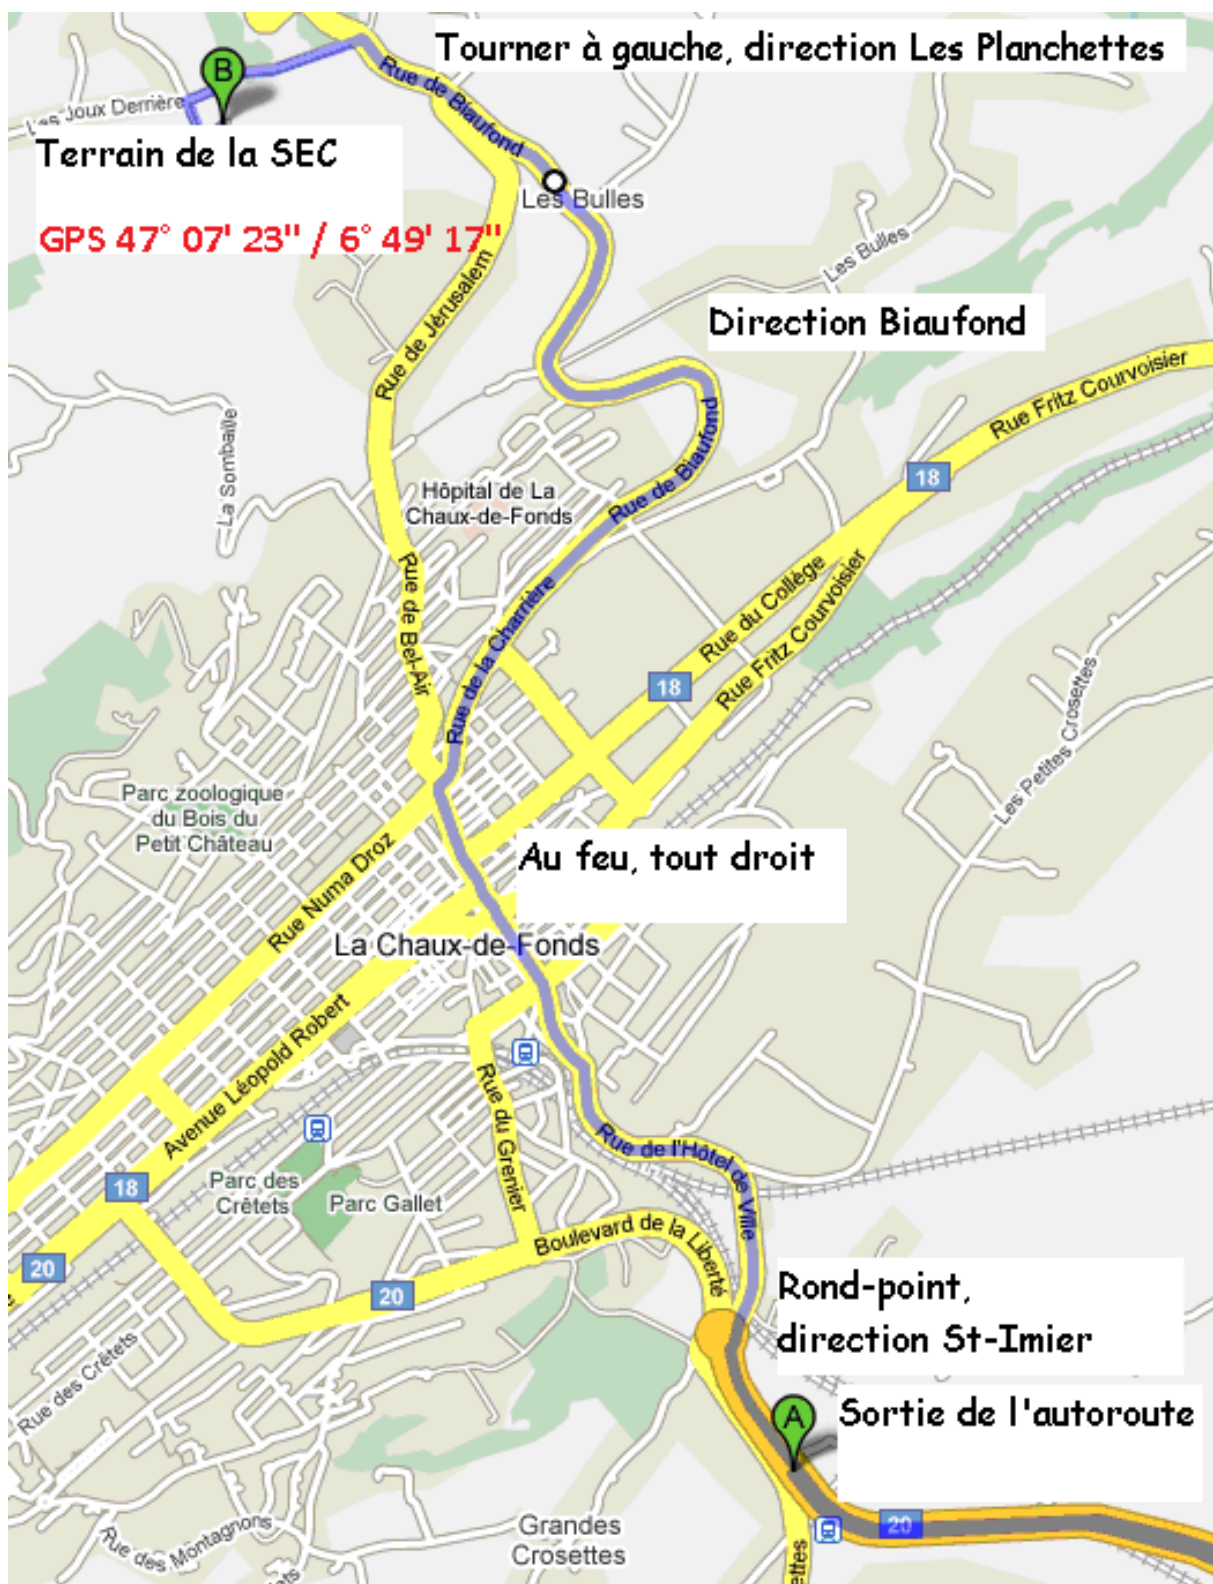 Tourner à gauche, direction Les Planchettes
B
Rue de Biaufond
Les Joux Derrière
Terrain de la SEC
Les Bulles
GPS 47° 07' 23" / 6° 49' 17"
Les Bulles
Rue de Jérusalem
Direction Biaufond
Rue Fritz Courvoisier
La Sombaille
Rue de Biaufond
18
Hôpital de La
Chaux-de-Fonds
Rue de Bel-Air
Rue de la Charrière
Rue du Collège
Rue Fritz Courvoisier
18
Les Petites Crosettes
Parc zoologique
du Bois du
Petit Château
Rue Numa Droz
Au feu, tout droit
La Chaux-de-Fonds
Avenue Léopold Robert
Rue du Grenier
Rue de l'Hôtel de Ville
18
Parc des
Crêtets
Parc Gallet
Boulevard de la Liberté
20
20
Rond-point,
direction St-Imier
Rue des Crêtets
A
Sortie de l'autoroute
20
Grandes
Crosettes
Rue des Montagnons
ettes
etets